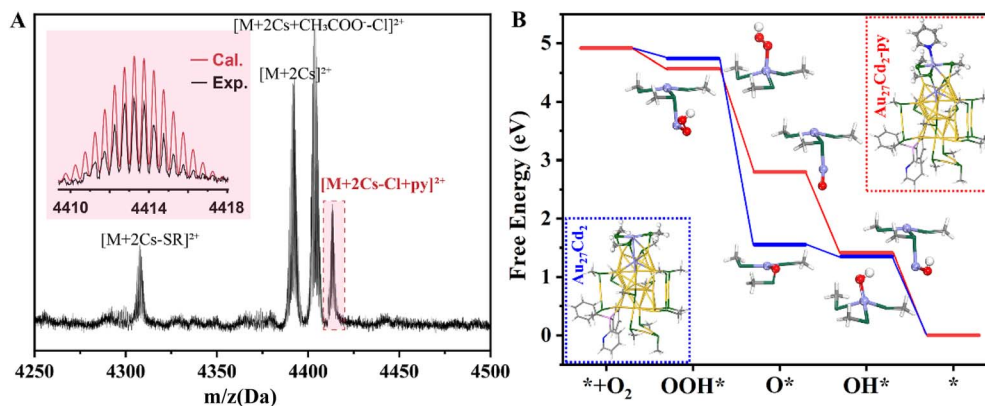 A
[M+2Cs+CH₃COO⁻-Cl]²⁺
[M+2Cs]²⁺
Cal.
Exp.
4410 4414 4418
[M+2Cs-Cl+py]²⁺
[M+2Cs-SR]²⁺
4250 4300 4350 4400 4450 4500
m/z(Da)
B
Free Energy (eV)
5
4
3
2
1
0
Au₂₇Cd₂-py
Au₂₇Cd₂
*+O₂ OOH* O* OH* *